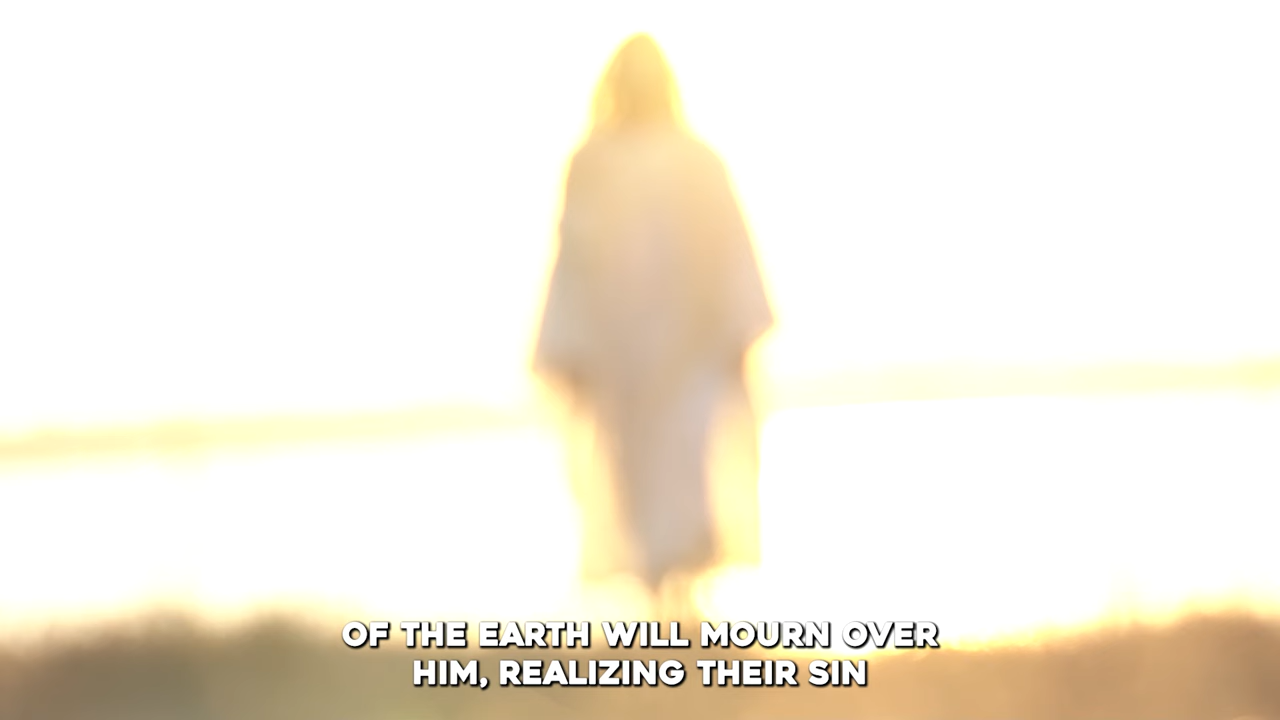 OF THE EARTH WILL MOURN OVER
HIM, REALIZING THEIR SIN